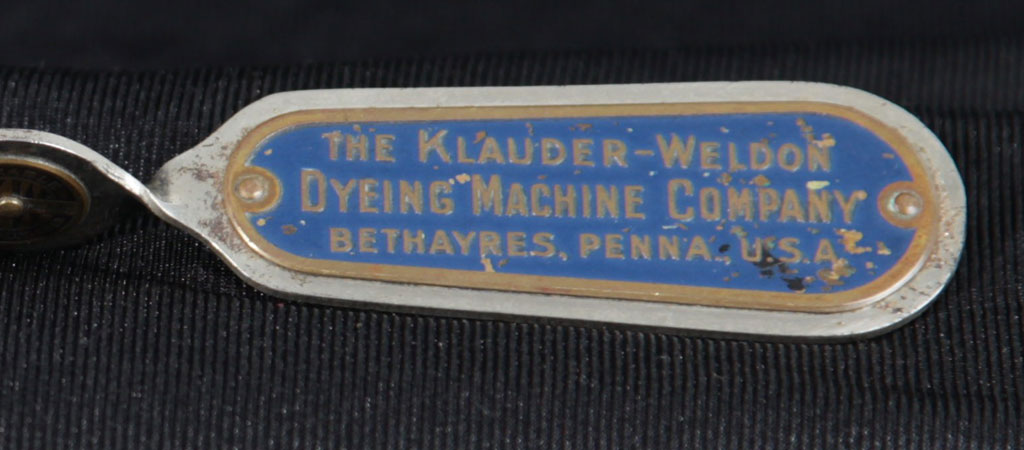 THE KLAUDER-WELDON
DYEING MACHINE COMPANY
BETHAYRES, PENNA. U.S.A.